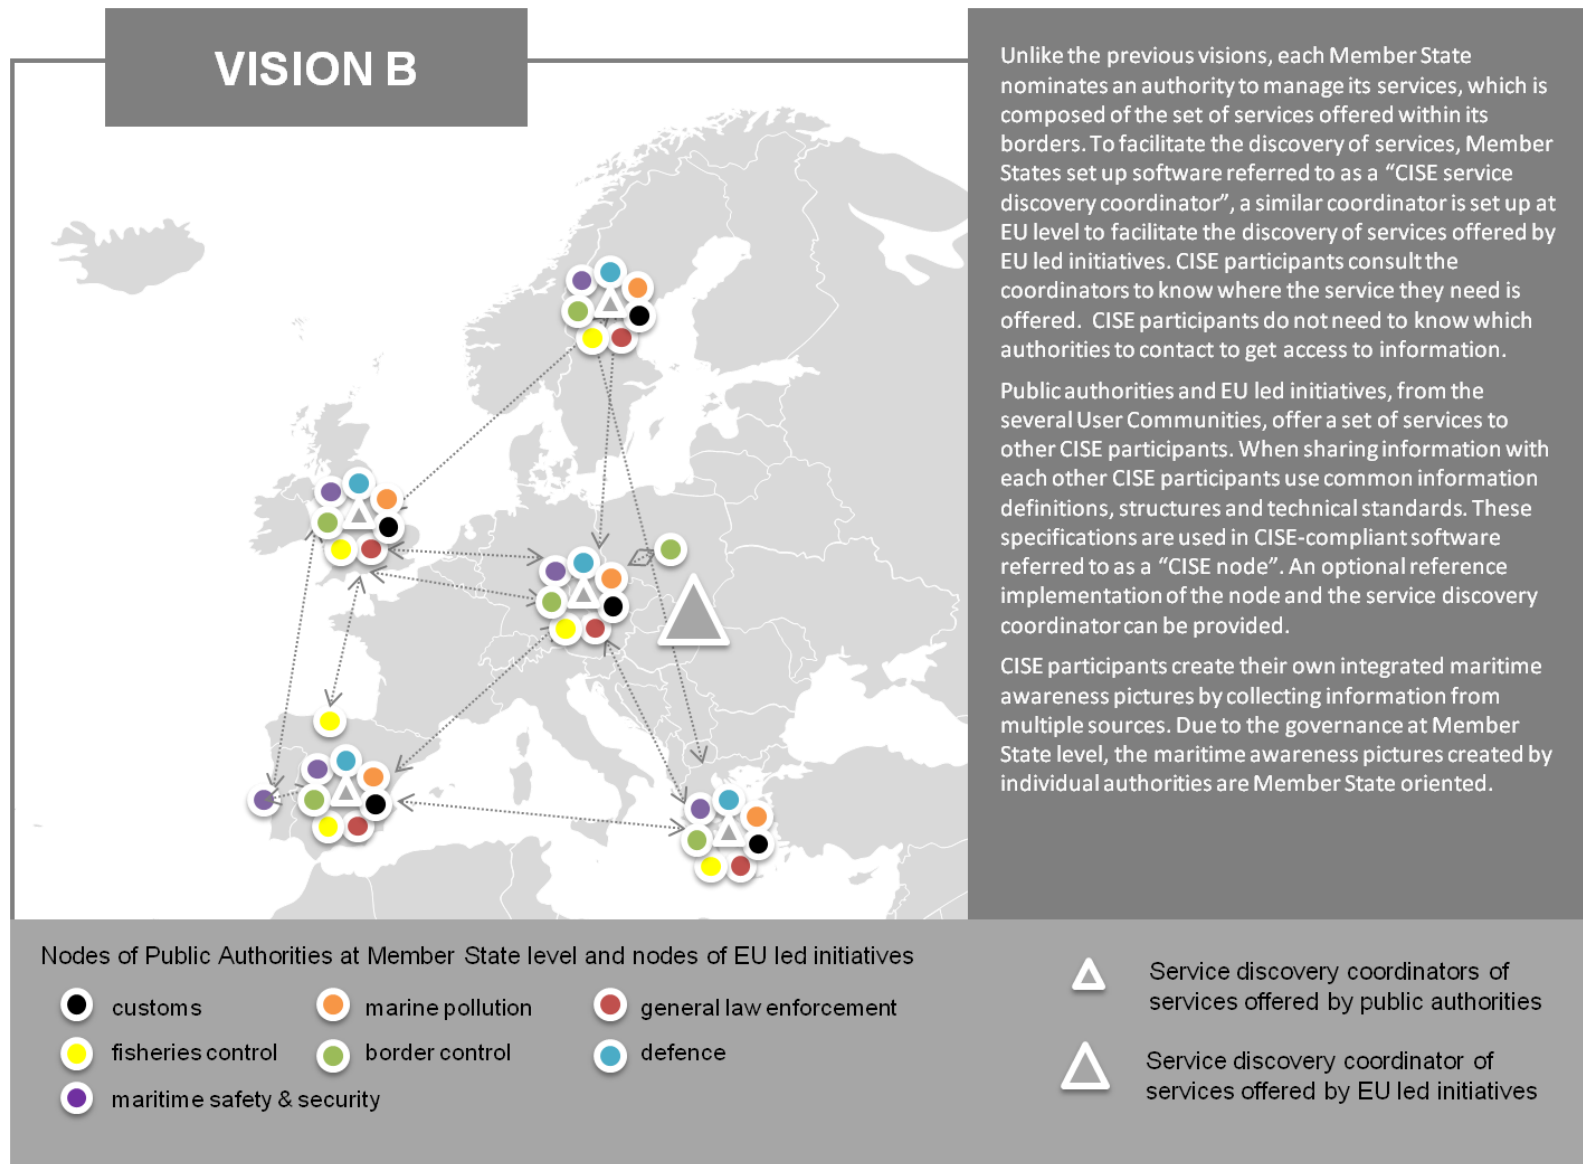 VISION B
Unlike the previous visions, each Member State
nominates an authority to manage its services, which is
composed of the set of services offered within its
borders. To facilitate the discovery of services, Member
States set up software referred to as a “CISE service
discovery coordinator”, a similar coordinator is set up at
EU level to facilitate the discovery of services offered by
EU led initiatives. CISE participants consult the
coordinators to know where the service they need is
offered. CISE participants do not need to know which
authorities to contact to get access to information.
Public authorities and EU led initiatives, from the
several User Communities, offer a set of services to
other CISE participants. When sharing information with
each other CISE participants use common information
definitions, structures and technical standards. These
specifications are used in CISE-compliant software
referred to as a “CISE node”. An optional reference
implementation of the node and the service discovery
coordinator can be provided.
CISE participants create their own integrated maritime
awareness pictures by collecting information from
multiple sources. Due to the governance at Member
State level, the maritime awareness pictures created by
individual authorities are Member State oriented.
Nodes of Public Authorities at Member State level and nodes of EU led initiatives
customs
marine pollution
general law enforcement
fisheries control
border control
defence
maritime safety & security
Service discovery coordinators of
services offered by public authorities
Service discovery coordinator of
services offered by EU led initiatives